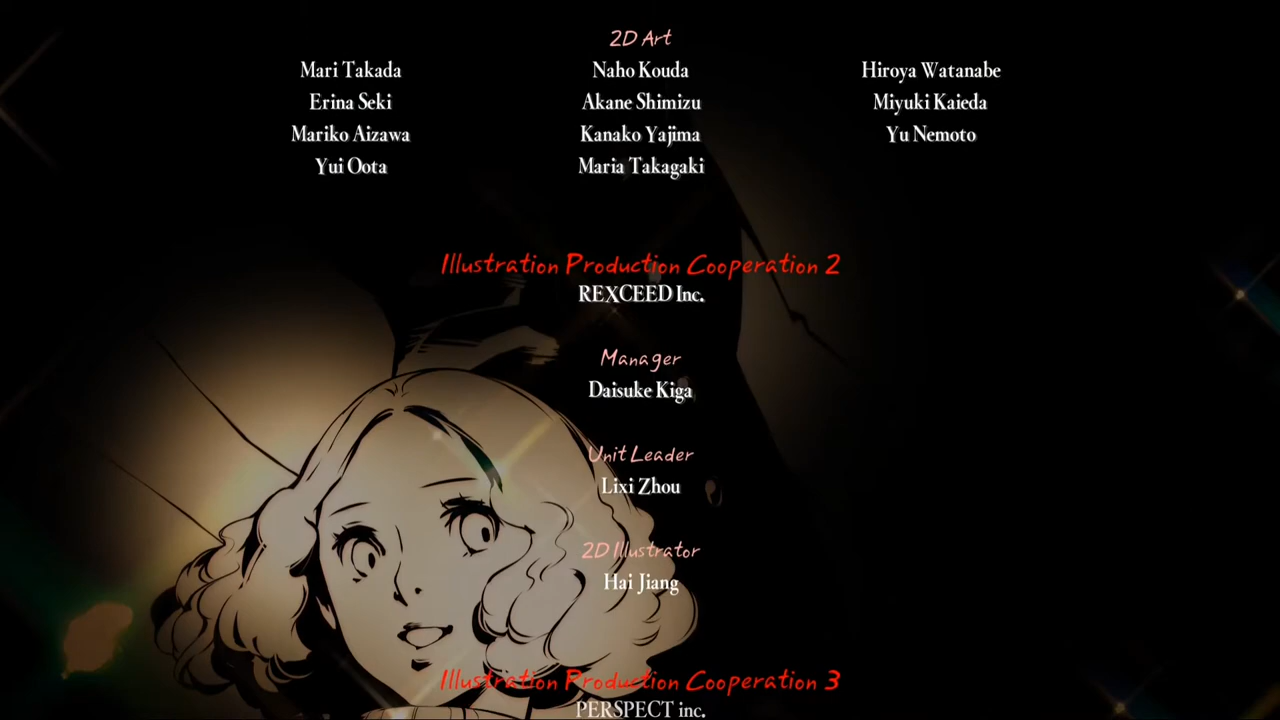 2D Art
Mari Takada Naho Kouda Hiroya Watanabe
Erina Seki Akane Shimizu Miyuki Kaieda
Mariko Aizawa Kanako Yajima Yu Nemoto
Yui Oota Maria Takagaki
Illustration Production Cooperation 2
REXCEED Inc.
Manager
Daisuke Kiga
Unit Leader
Lixi Zhou
2D Illustrator
Hai Jiang
Illustration Production Cooperation 3
PERSPECT inc.